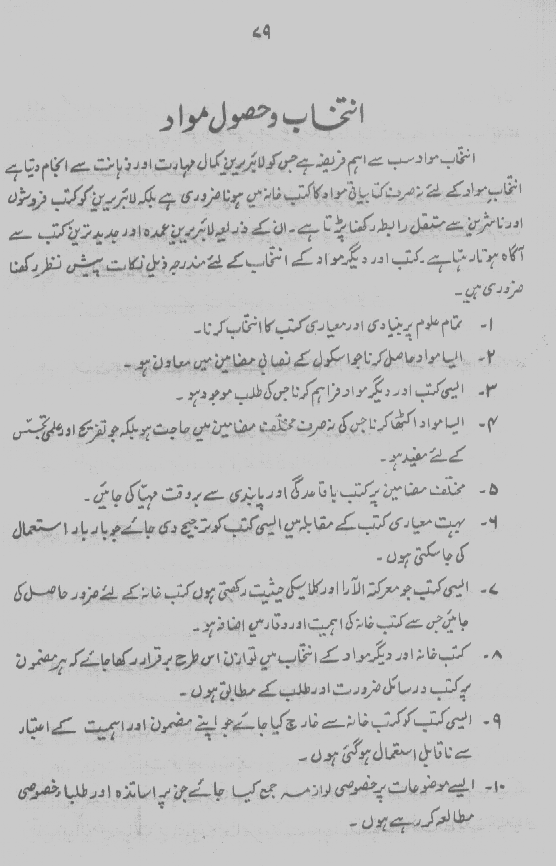 ۷۹
انتخاب و حصول مواد
انتخاب مواد سب سے اہم فریضہ ہے جس کو لائبریرین کمال مہارت اور ذہانت سے انجام دیتا ہے
انتخاب مواد کے لئے نہ صرف کتابیاتی مواد کا کتب خانہ میں ہونا ضروری ہے بلکہ لائبریرین کو کتب فروشوں
اور ناشرین سے مستقل رابطہ رکھنا پڑتا ہے۔ ان کے ذریعہ لائبریرین عمدہ اور جدید ترین کتب سے
آگاہ ہوتا رہتا ہے۔ کتب اور دیگر مواد کے انتخاب کے لئے مندرجہ ذیل نکات پیش نظر رکھنا
ضروری ہیں۔
۱۔ تمام علوم پر بنیادی اور معیاری کتب کا انتخاب کرنا۔
۲۔ ایسا مواد حاصل کرنا جو اسکول کے نصابی مضامین میں معاون ہو۔
۳۔ ایسی کتب اور دیگر مواد فراہم کرنا جس کی طلب موجود ہو۔
۴۔ ایسا مواد اکٹھا کرنا جس کی نہ صرف مختلف مضامین میں حاجت ہو بلکہ جو تفریح اور علمی تجسّس
کے لئے مفید ہو۔
۵۔ مختلف مضامین پر کتب باقاعدگی اور پابندی سے بروقت مہیّا کی جائیں۔
۶۔ بہت معیاری کتب کے مقابلہ میں ایسی کتب کو ترجیح دی جائے جو بار بار استعمال
کی جا سکتی ہوں۔
۷۔ ایسی کتب جو معرکتہ الآرا اور کلاسیکی حیثیت رکھتی ہوں کتب خانہ کے لئے ضرور حاصل کی
جائیں جس سے کتب خانہ کی اہمیت اور وقار میں اضافہ ہو۔
۸۔ کتب خانہ اور دیگر مواد کے انتخاب میں توازن اس طرح برقرار رکھا جائے کہ ہر مضمون
پر کتب و رسائل ضرورت اور طلب کے مطابق ہوں۔
۹۔ ایسی کتب کو کتب خانہ سے خارج کیا جائے جو اپنے مضمون اور اہمیت کے اعتبار
سے ناقابل استعمال ہو گئی ہوں۔
۱۰۔ ایسے موضوعات پر خصوصی لوازمہ جمع کیا جائے جن پر اساتذہ اور طلباء خصوصی
مطالعہ کر رہے ہوں۔